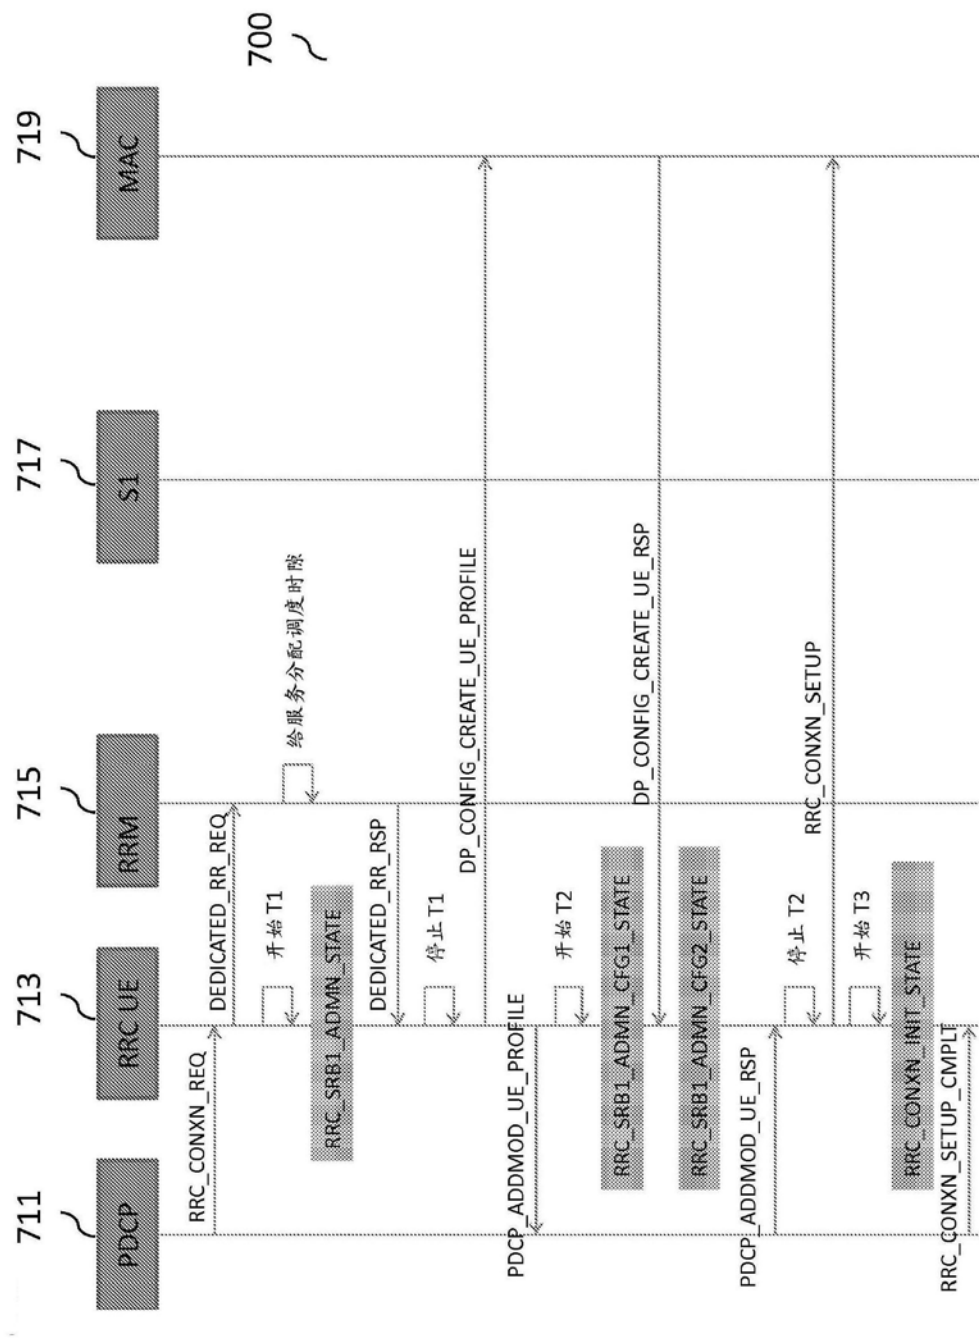 700
711
713
715
717
719
PDCP
RRC UE
RRM
S1
MAC
RRC_CONXN_REQ
DEDICATED_RR_REQ
开始 T1
给服务分配调度时隙
RRC_SRB1_ADMN_STATE
DEDICATED_RR_RSP
停止 T1
DP_CONFIG_CREATE_UE_PROFILE
PDCP_ADDMOD_UE_PROFILE
开始 T2
RRC_SRB1_ADMN_CFG1_STATE
DP_CONFIG_CREATE_UE_RSP
RRC_SRB1_ADMN_CFG2_STATE
PDCP_ADDMOD_UE_RSP
停止 T2
RRC_CONXN_SETUP
开始 T3
RRC_CONXN_INIT_STATE
RRC_CONXN_SETUP_CMPLT